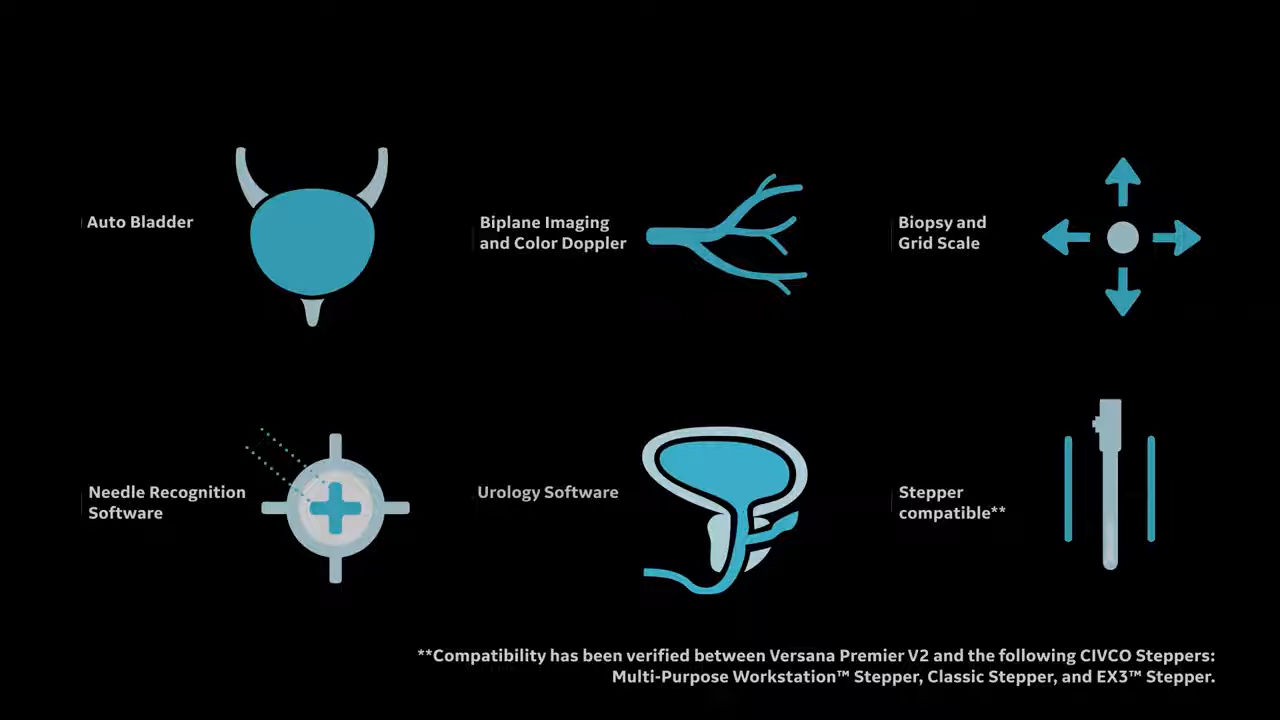 Auto Bladder
Biplane Imaging
and Color Doppler
Biopsy and
Grid Scale
Needle Recognition
Software
Urology Software
Stepper
compatible**
**Compatibility has been verified between Versana Premier V2 and the following CIVCO Steppers:
Multi-Purpose Workstation™ Stepper, Classic Stepper, and EX3™ Stepper.